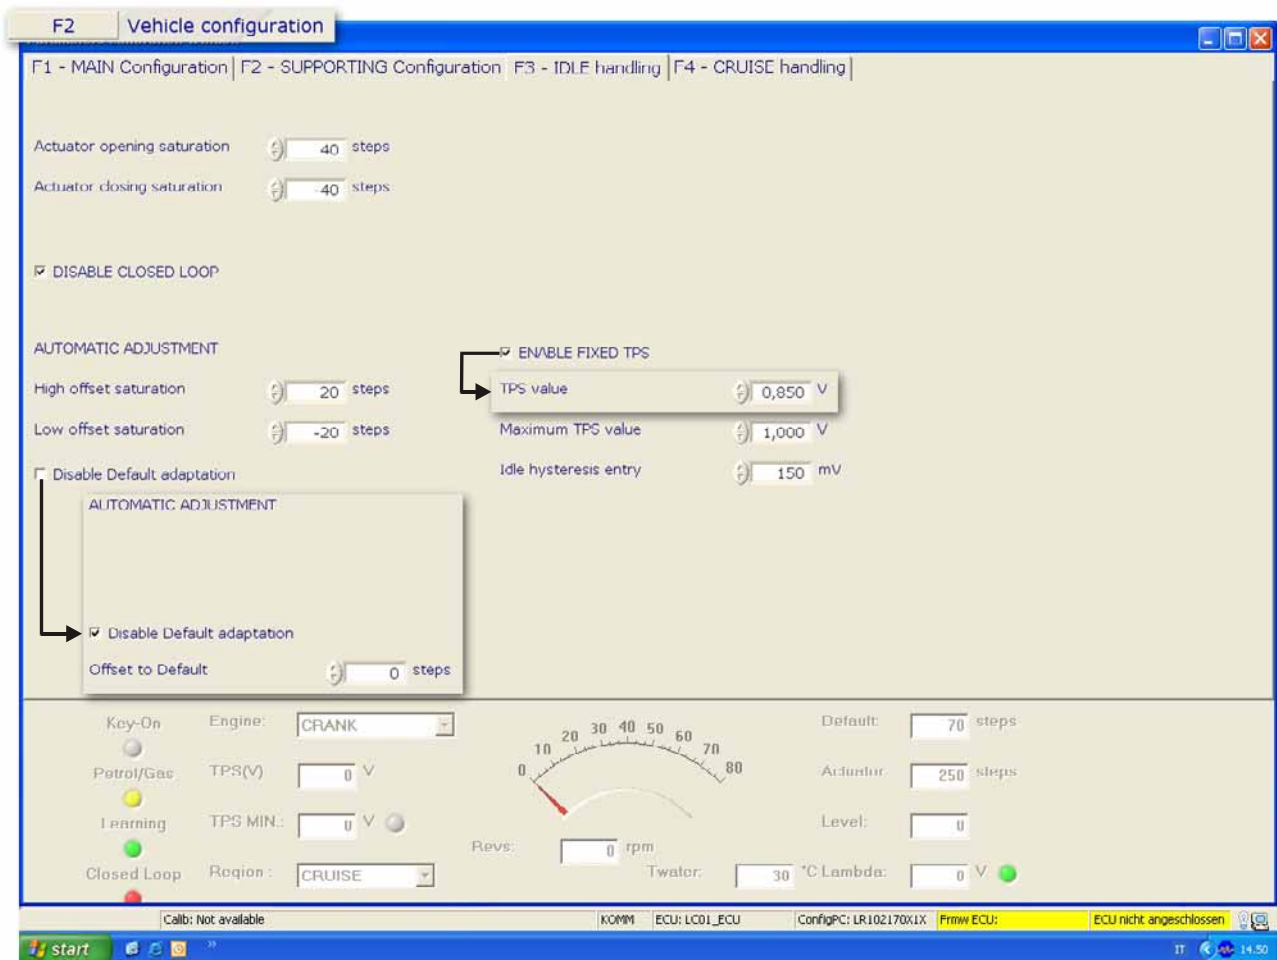 F2 Vehicle configuration
F1 - MAIN Configuration F2 - SUPPORTING Configuration F3 - IDLE handling F4 - CRUISE handling
Actuator opening saturation 40 steps
Actuator closing saturation -40 steps
DISABLE CLOSED LOOP
AUTOMATIC ADJUSTMENT
ENABLE FIXED TPS
High offset saturation 20 steps
TPS value 0,850 V
Low offset saturation -20 steps
Maximum TPS value 1,000 V
Disable Default adaptation
Idle hysteresis entry 150 mV
AUTOMATIC ADJUSTMENT
Disable Default adaptation
Offset to Default 0 steps
Key-On Engine: CRANK
0 10 20 30 40 50 60 70 80
Default: 70 steps
Petrol/Gas TPS(V) 0 V
Actuator 250 steps
Learning TPS MIN.: 0 V
Level: 0
Revs: 0 rpm
Closed Loop Region : CRUISE
Twater: 30 °C Lambda: 0 V
Calib: Not available KOMM ECU: LC01_ECU ConfigPC: LR102170X1X Frmw ECU: ECU nicht angeschlossen
start IT 14.50